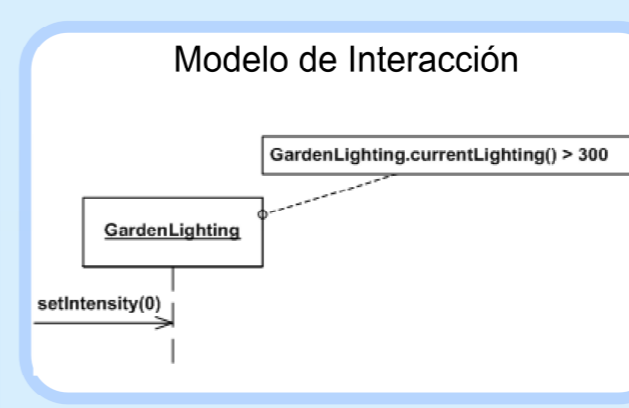 Modelo de Interacción
GardenLighting.currentLighting() > 300
GardenLighting
setIntensity(0)